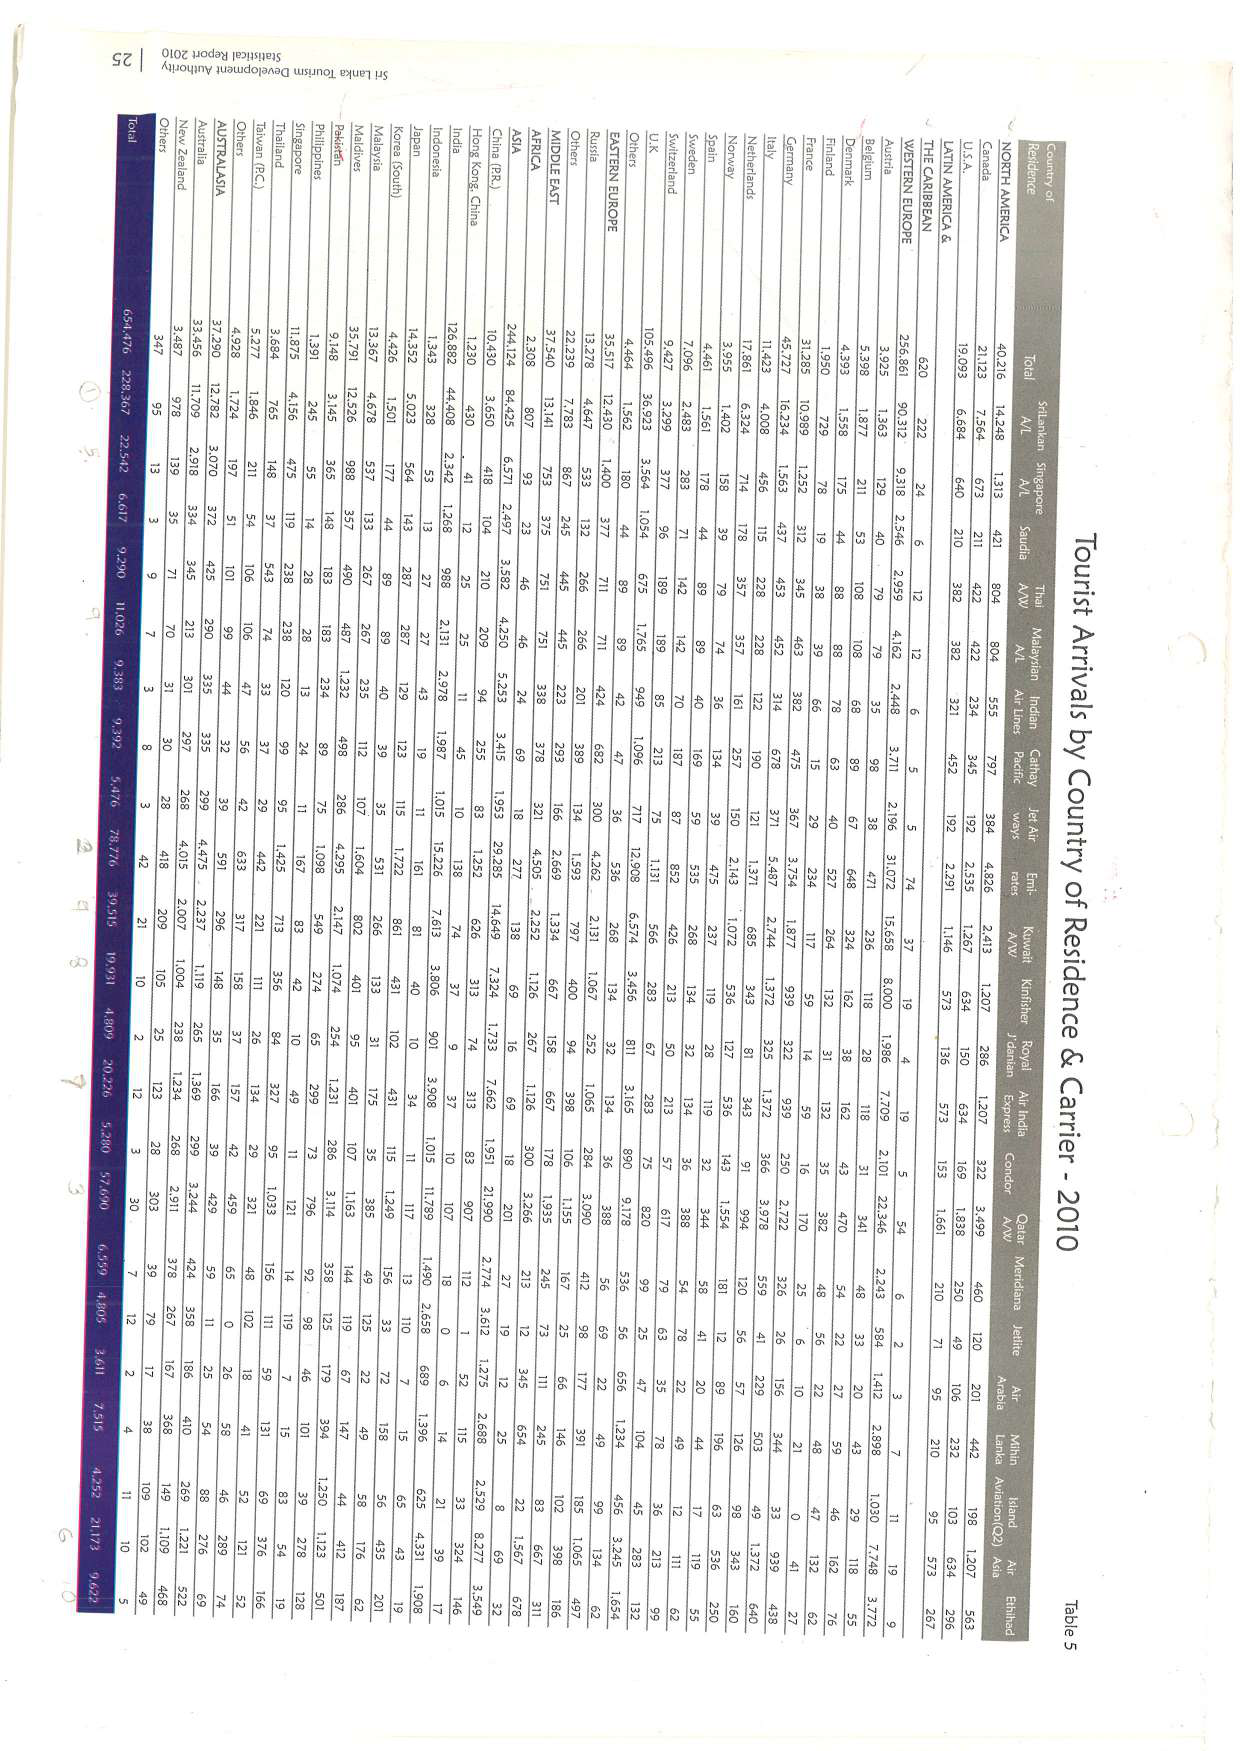 Tourist Arrivals by Country of Residence & Carrier - 2010
Table 5
Country of Residence Total SriLankan A/L Singapore A/L Saudia Thai A/W Malaysian A/L Indian Air Lines Cathay Pacific Jet Air ways Emi- rates Kuwait A/W Kinfisher Royal J'danian Air India Express Condor Qatar A/W Meridiana Jetlite Air Arabia Mihin Lanka Island Aviation(Q2) Air Asia Ethihad
NORTH AMERICA 40,216 14,248 1,313 421 804 804 555 797 384 4,826 2,413 1,207 286 1,207 322 3,499 460 120 201 442 198 1,207 563
Canada 21,123 7,564 673 211 422 422 234 345 192 2,535 1,267 634 150 634 169 1,838 250 49 106 232 103 634 296
U.S.A. 19,093 6,684 640 210 382 382 321 452 192 2,291 1,146 573 136 573 153 1,661 210 71 95 210 95 573 267
LATIN AMERICA &
THE CARIBBEAN 620 222 24 6 12 12 6 5 5 74 37 19 4 19 5 54 6 2 3 7 11 19 9
WESTERN EUROPE 256,861 90,312 9,318 2,546 2,959 4,162 2,448 3,711 2,196 31,072 15,658 8,000 1,986 7,709 2,101 22,346 2,243 584 1,412 2,898 1,030 7,748 3,772
Austria 3,925 1,363 129 40 79 79 35 98 38 471 236 118 28 118 31 341 48 33 20 43 29 118 55
Belgium 5,398 1,877 211 53 108 108 68 89 67 648 324 162 38 162 43 470 54 22 27 59 46 162 76
Denmark 4,393 1,558 175 44 88 88 78 63 40 527 264 132 31 132 35 382 48 56 22 48 47 132 62
Finland 1,950 729 78 19 38 39 66 15 29 234 117 59 14 59 16 170 25 6 10 21 0 41 27
France 31,285 10,989 1,252 312 345 463 382 475 367 3,754 1,877 939 322 939 250 2,722 326 26 156 344 33 939 438
Germany 45,727 16,234 1,563 437 453 452 314 678 371 5,487 2,744 1,372 325 1,372 366 3,978 559 41 229 503 49 1,372 640
Italy 11,423 4,008 456 115 228 228 122 190 121 1,371 685 343 81 343 91 994 120 56 57 126 98 343 160
Netherlands 17,861 6,324 714 178 357 357 161 257 150 2,143 1,072 536 127 536 143 1,554 181 12 89 196 63 536 250
Norway 3,955 1,402 158 39 79 74 36 134 39 475 237 119 28 119 32 344 58 41 20 44 17 119 55
Spain 4,461 1,561 178 44 89 89 40 169 59 535 268 134 32 134 36 388 54 78 22 49 12 111 62
Sweden 7,096 2,483 283 71 142 142 70 187 87 852 426 213 50 213 57 617 79 63 35 78 36 213 99
Switzerland 9,427 3,299 377 96 189 189 85 213 75 1,131 566 283 67 283 75 820 99 25 47 104 45 283 132
U.K. 105,496 36,923 3,564 1,054 675 1,765 949 1,096 717 12,908 6,574 3,456 811 3,165 890 9,178 536 56 656 1,234 456 3,245 1,654
Others 4,464 1,562 180 44 89 89 42 47 36 536 268 134 32 134 36 388 56 69 22 49 99 134 62
EASTERN EUROPE 35,517 12,430 1,400 377 711 711 424 682 300 4,262 2,131 1,067 252 1,065 284 3,090 412 98 177 391 185 1,065 497
Russia 13,278 4,647 533 132 266 266 201 389 134 1,593 797 400 94 398 106 1,155 167 25 66 146 102 398 186
Others 22,239 7,783 867 245 445 445 223 293 166 2,669 1,334 667 158 667 178 1,935 245 73 111 245 83 667 311
MIDDLE EAST 37,540 13,141 753 375 751 751 338 378 321 4,505 2,252 1,126 267 1,126 300 3,266 213 12 345 654 22 1,567 678
AFRICA 2,308 807 93 23 46 46 24 69 18 277 138 69 16 69 18 201 27 19 12 25 8 69 32
ASIA 244,124 84,425 6,571 2,497 3,582 4,250 5,253 3,415 1,953 29,285 14,649 7,324 1,733 7,662 1,951 21,990 2,774 3,612 1,275 2,688 2,529 8,277 3,549
China (P.R.) 10,430 3,650 418 104 210 209 94 255 83 1,252 626 313 74 313 83 907 112 1 52 115 33 324 146
Hong Kong, China 1,230 430 41 12 25 25 11 45 10 138 74 37 9 37 10 107 18 0 6 14 21 39 17
India 126,882 44,408 2,342 1,268 988 2,131 2,978 1,987 1,015 15,226 7,613 3,806 901 3,908 1,015 11,789 1,490 2,658 689 1,396 625 4,331 1,908
Indonesia 1,343 328 53 13 27 27 43 19 11 161 81 40 10 34 11 117 13 110 7 15 65 43 19
Japan 14,352 5,023 564 143 287 287 129 123 115 1,722 861 431 102 431 115 1,249 156 33 72 158 56 435 201
Korea (South) 4,426 1,501 177 44 89 89 40 39 35 531 266 133 31 175 35 385 49 125 22 49 58 176 62
Malaysia 13,367 4,678 537 133 267 267 235 112 107 1,604 802 401 95 401 107 1,163 144 119 67 147 44 412 187
Maldives 35,791 12,526 988 357 490 487 1,232 498 286 4,295 2,147 1,074 254 1,231 286 3,114 358 125 179 394 1,250 1,123 501
Pakistan 9,148 3,145 365 148 183 183 234 89 75 1,098 549 274 65 299 73 796 92 98 46 101 39 278 128
Philippines 1,391 245 55 14 28 28 13 24 11 167 83 42 10 49 11 121 14 119 7 15 83 54 19
Singapore 11,875 4,156 475 119 238 238 120 99 95 1,425 713 356 84 327 95 1,033 156 111 59 131 69 376 166
Thailand 3,684 765 148 37 543 74 33 37 29 442 221 111 26 134 29 321 48 102 18 41 52 121 52
Taiwan (P.C.) 5,277 1,846 211 54 106 106 47 56 42 633 317 158 37 157 42 459 65 0 26 58 46 289 74
Others 4,928 1,724 197 51 101 99 44 32 39 591 296 148 35 166 39 429 59 11 25 54 88 276 69
AUSTRALASIA 37,290 12,782 3,070 372 425 290 335 335 299 4,475 2,237 1,119 265 1,369 299 3,244 424 358 186 410 269 1,221 522
Australia 33,456 11,709 2,918 334 345 213 301 297 268 4,015 2,007 1,004 238 1,234 268 2,911 378 267 167 368 149 1,109 468
New Zealand 3,487 978 139 35 71 70 31 30 28 418 209 105 25 123 28 303 39 79 17 38 109 102 49
Others 347 95 13 3 9 7 3 8 3 42 21 10 2 12 3 30 7 12 2 4 11 10 5
Total 654,476 228,367 22,542 6,617 9,290 11,026 9,383 9,392 5,476 78,776 39,515 19,931 4,809 20,226 5,280 57,690 6,559 4,805 3,611 7,515 4,252 21,173 9,622
Sri Lanka Tourism Development Authority
Statistical Report 2010
25